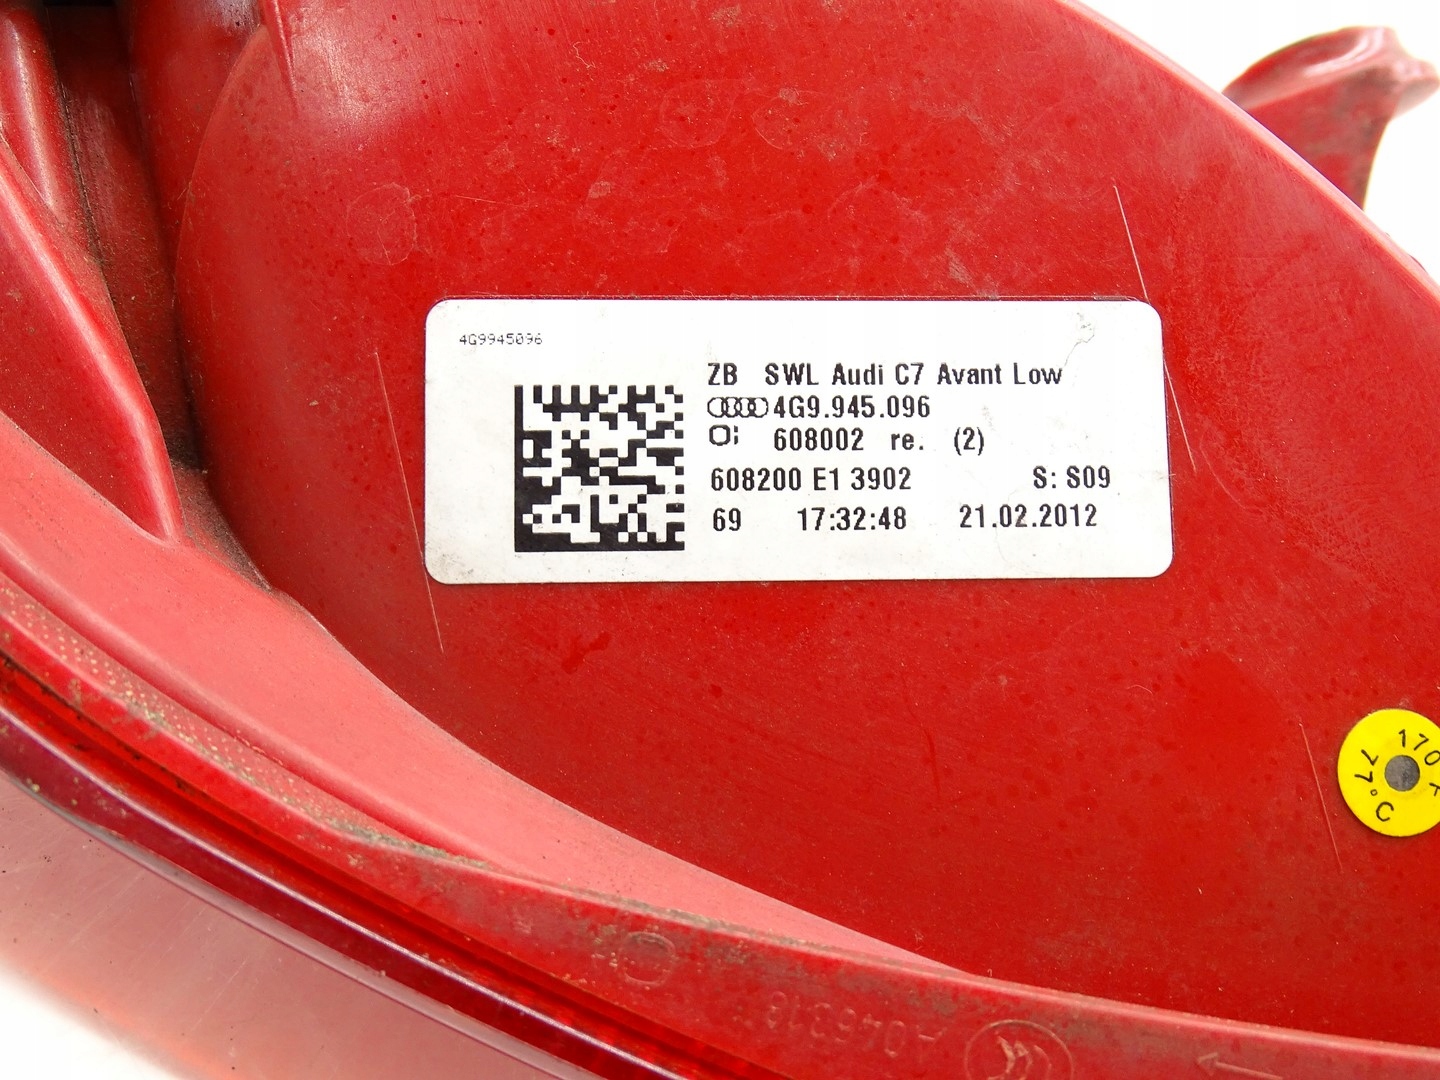 4G9945096
ZB SWL Audi C7 Avant Low
4G9.945.096
608002 re. (2)
608200 E1 3902 S: S09
69 17:32:48 21.02.2012
170
77°C